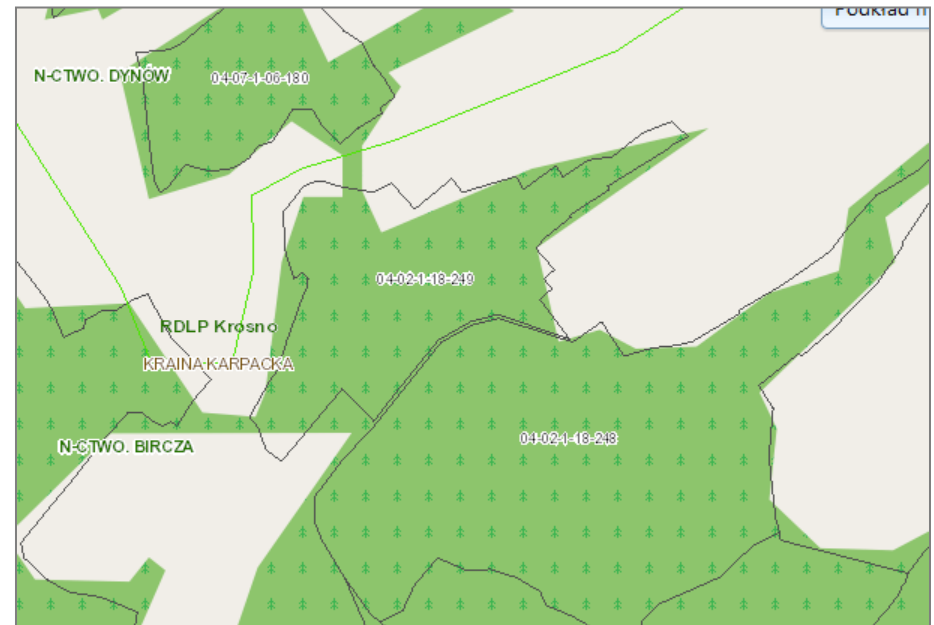 Podkład m
N-CTWO. DYNÓW
04-07-1-06-180
04-02-1-18-249
RDLP Krosno
KRAINA KARPACKA
04-02-1-18-248
N-CTWO. BIRCZA